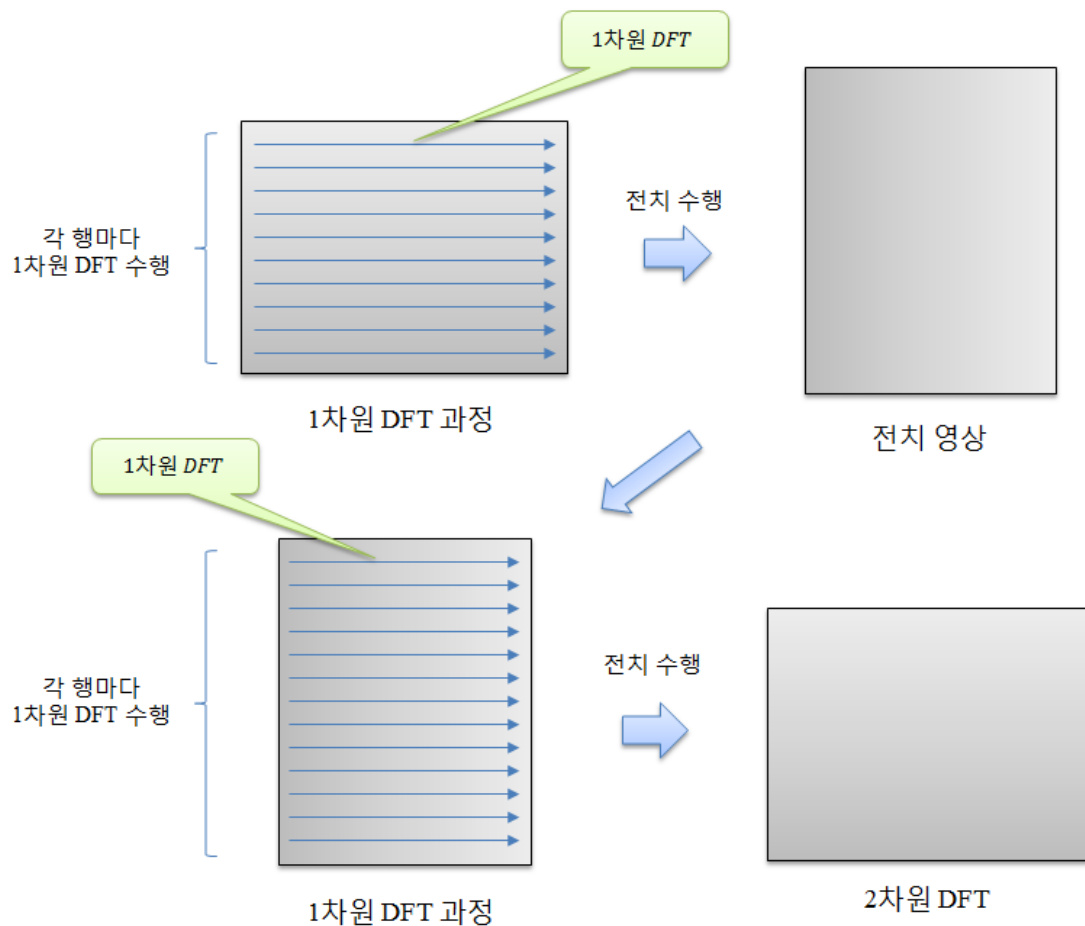 1차원 DFT
각 행마다
1차원 DFT 수행
전치 수행
1차원 DFT 과정
전치 영상
1차원 DFT
각 행마다
1차원 DFT 수행
전치 수행
1차원 DFT 과정
2차원 DFT